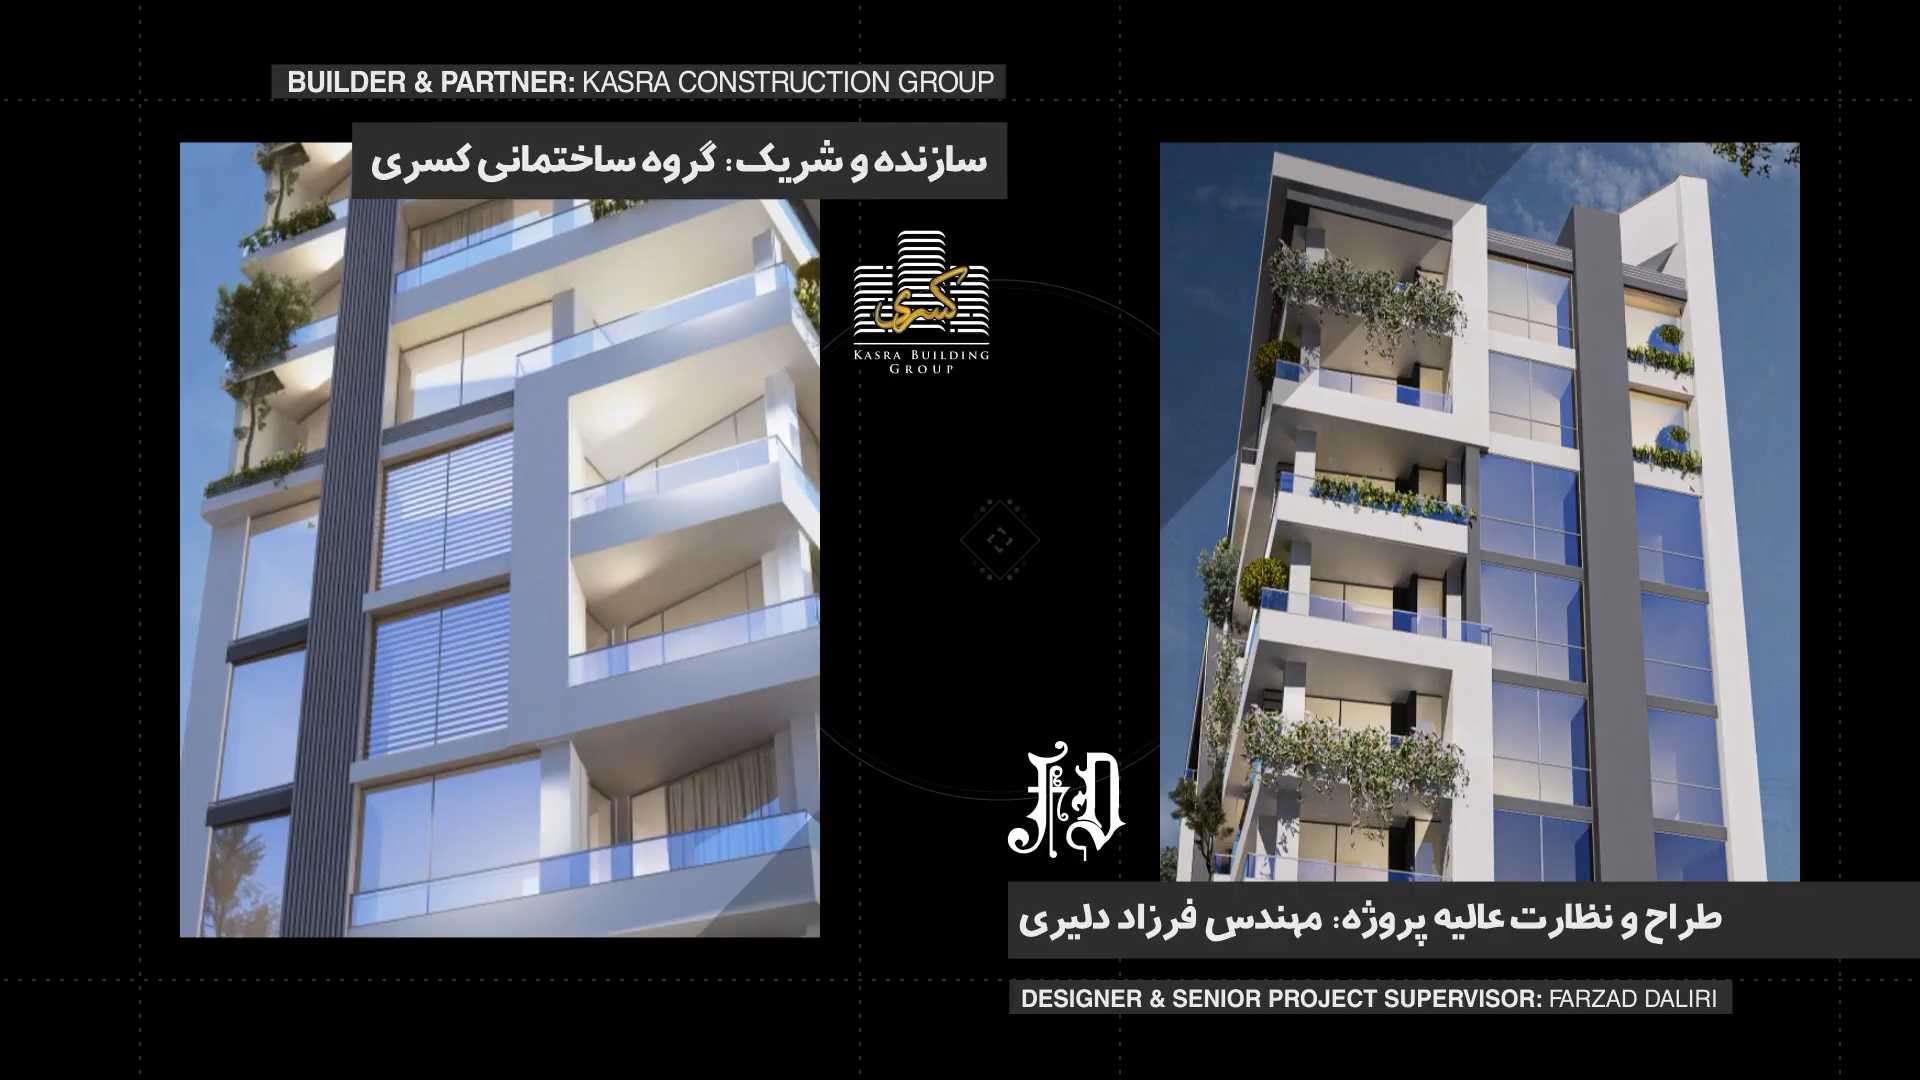 BUILDER & PARTNER: KASRA CONSTRUCTION GROUP
سازنده و شریک: گروه ساختمانی کسری
کسری
KASRA BUILDING
GROUP
FD
طراح و نظارت عالیه پروژه: مهندس فرزاد دلیری
DESIGNER & SENIOR PROJECT SUPERVISOR: FARZAD DALIRI